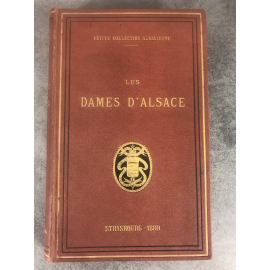 PETITE COLLECTION ALSACIENNE
LES
DAMES D'ALSACE
STRASBOURG 1880